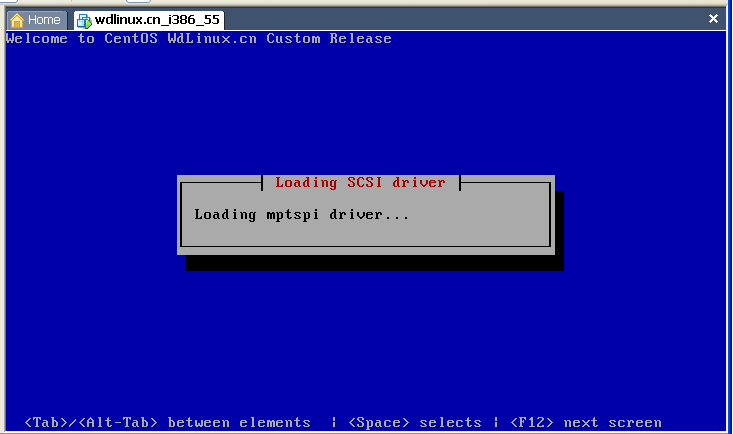 Home wdlinux.cn_i386_55
Welcome to CentOS WdLinux.cn Custom Release
Loading SCSI driver
Loading mptspi driver...
<Tab>/<Alt-Tab> between elements | <Space> selects | <F12> next screen